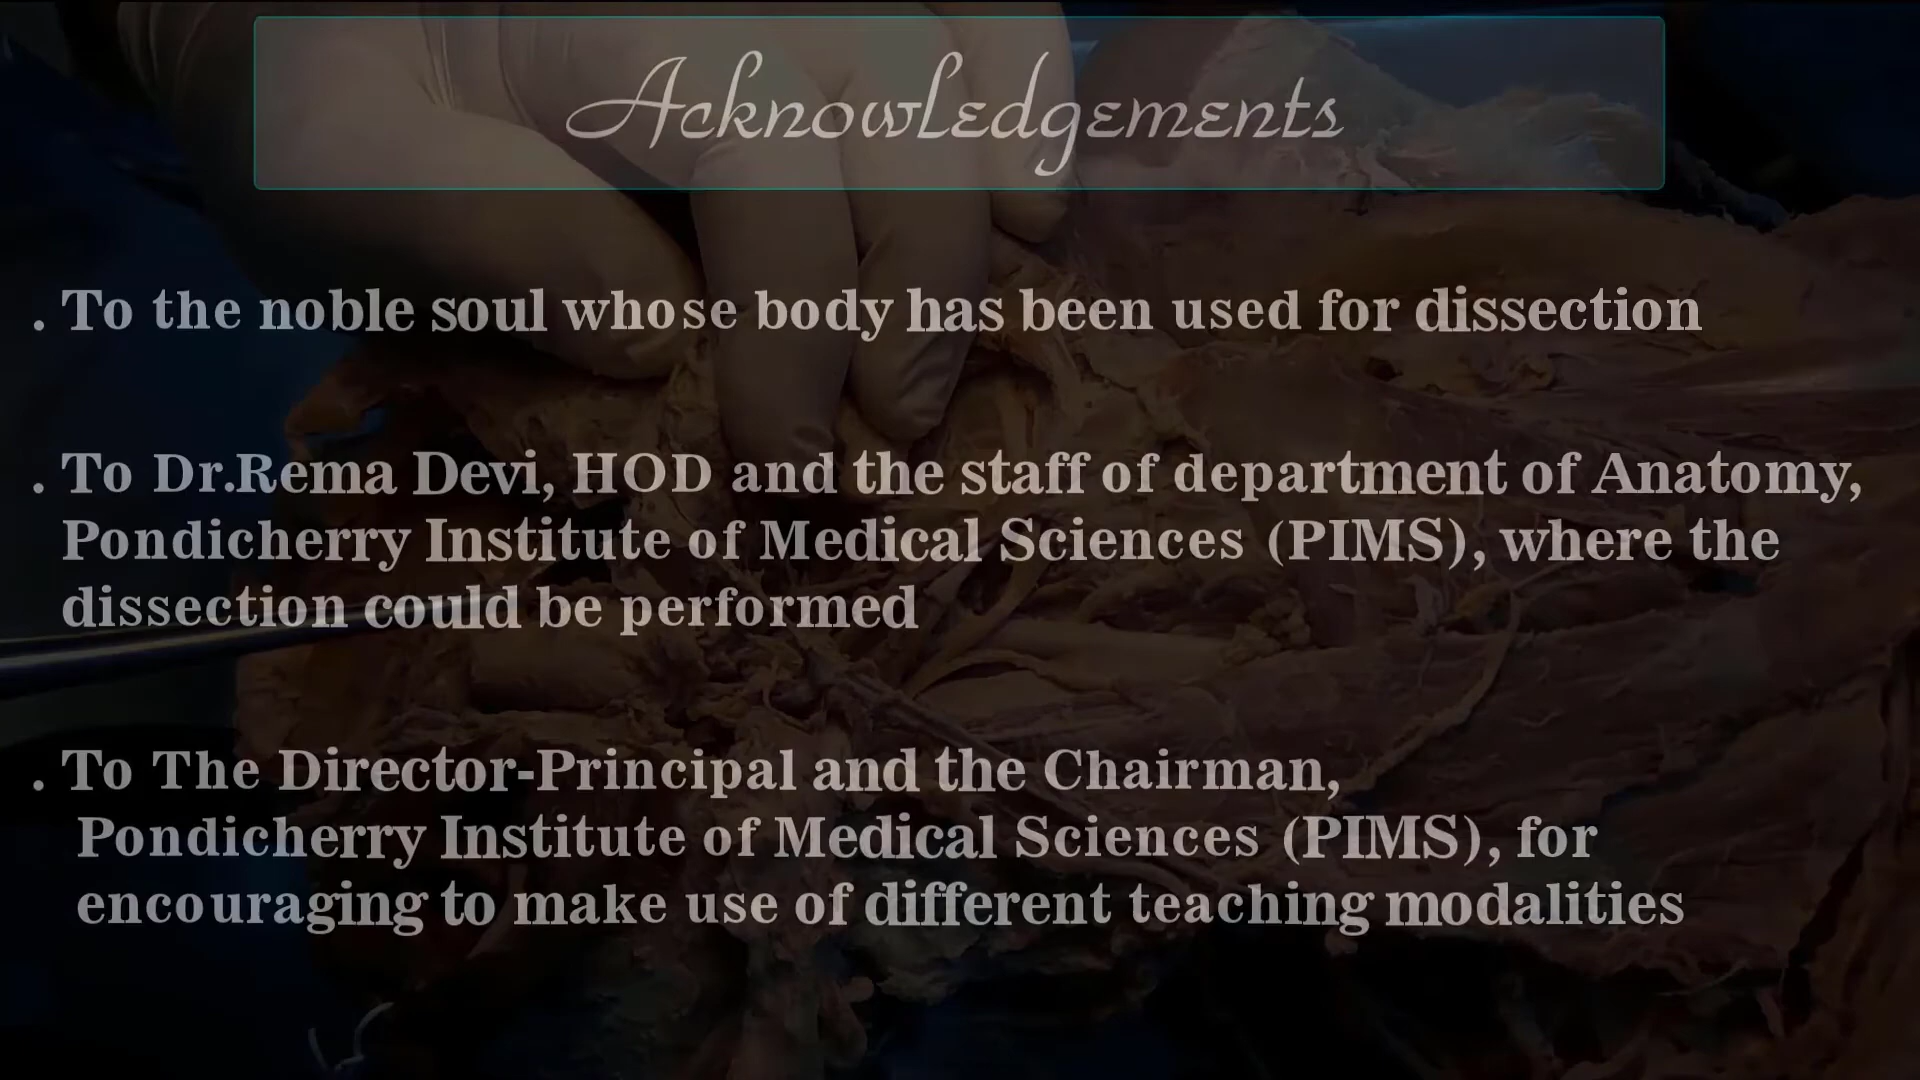 Acknowledgements
. To the noble soul whose body has been used for dissection
. To Dr.Rema Devi, HOD and the staff of department of Anatomy,
Pondicherry Institute of Medical Sciences (PIMS), where the
dissection could be performed
. To The Director-Principal and the Chairman,
Pondicherry Institute of Medical Sciences (PIMS), for
encouraging to make use of different teaching modalities